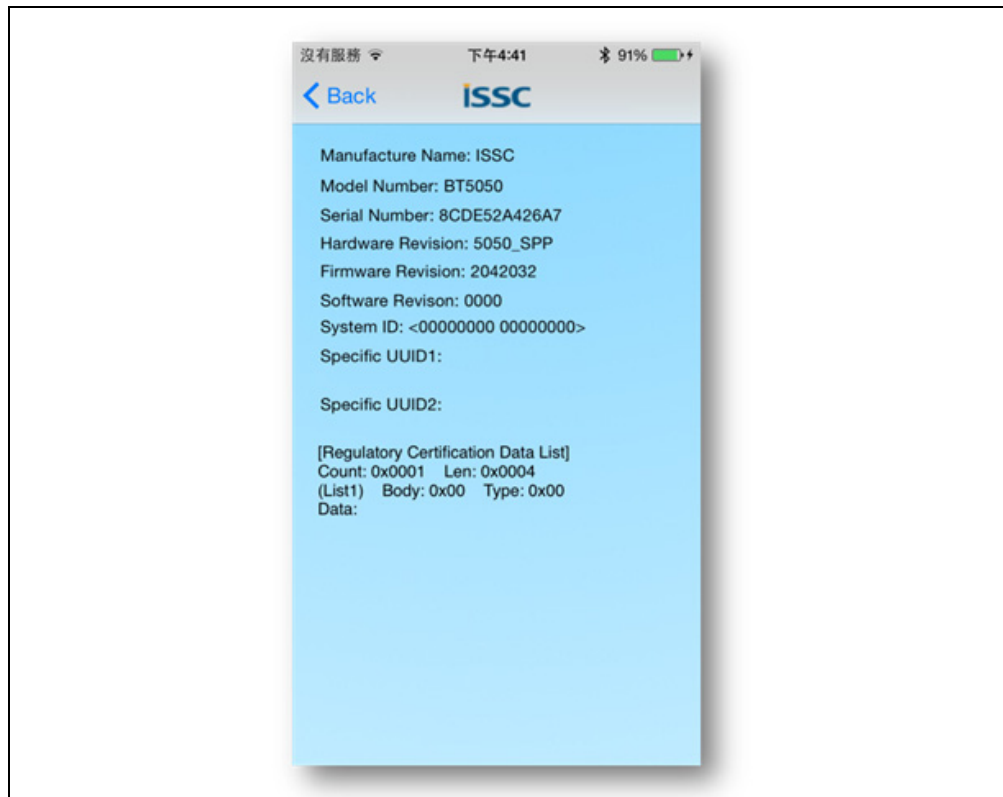 沒有服務 下午4:41 91%
Back ISSC
Manufacture Name: ISSC
Model Number: BT5050
Serial Number: 8CDE52A426A7
Hardware Revision: 5050_SPP
Firmware Revision: 2042032
Software Revison: 0000
System ID: <00000000 00000000>
Specific UUID1:
Specific UUID2:
[Regulatory Certification Data List]
Count: 0x0001 Len: 0x0004
(List1) Body: 0x00 Type: 0x00
Data: